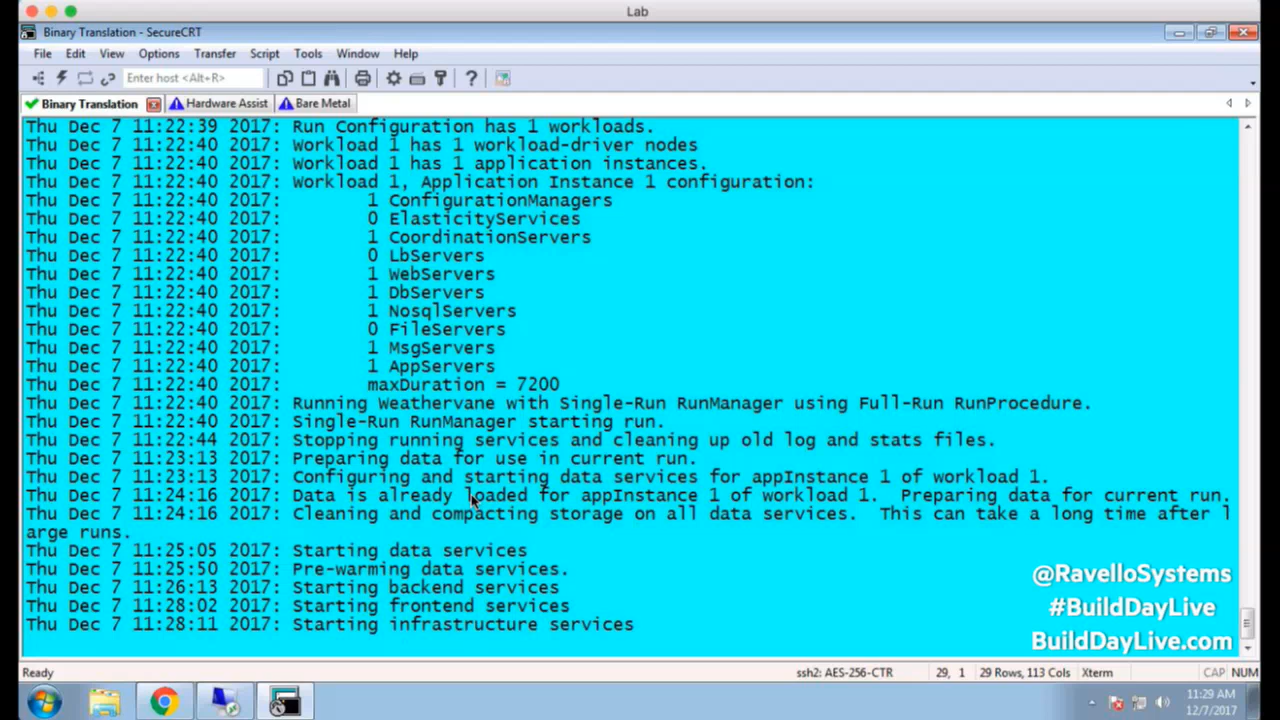 Lab
Binary Translation - SecureCRT
File Edit View Options Transfer Script Tools Window Help
Enter host <Alt+R>
Binary Translation Hardware Assist Bare Metal
Thu Dec 7 11:22:39 2017: Run Configuration has 1 workloads.
Thu Dec 7 11:22:40 2017: Workload 1 has 1 workload-driver nodes
Thu Dec 7 11:22:40 2017: Workload 1 has 1 application instances.
Thu Dec 7 11:22:40 2017: Workload 1, Application Instance 1 configuration:
Thu Dec 7 11:22:40 2017: 1 ConfigurationManagers
Thu Dec 7 11:22:40 2017: 0 ElasticityServices
Thu Dec 7 11:22:40 2017: 1 CoordinationServers
Thu Dec 7 11:22:40 2017: 0 LbServers
Thu Dec 7 11:22:40 2017: 1 WebServers
Thu Dec 7 11:22:40 2017: 1 DbServers
Thu Dec 7 11:22:40 2017: 1 NosqlServers
Thu Dec 7 11:22:40 2017: 0 FileServers
Thu Dec 7 11:22:40 2017: 1 MsgServers
Thu Dec 7 11:22:40 2017: 1 AppServers
Thu Dec 7 11:22:40 2017: maxDuration = 7200
Thu Dec 7 11:22:40 2017: Running Weathervane with Single-Run RunManager using Full-Run RunProcedure.
Thu Dec 7 11:22:40 2017: Single-Run RunManager starting run.
Thu Dec 7 11:22:44 2017: Stopping running services and cleaning up old log and stats files.
Thu Dec 7 11:23:13 2017: Preparing data for use in current run.
Thu Dec 7 11:23:13 2017: Configuring and starting data services for appInstance 1 of workload 1.
Thu Dec 7 11:24:16 2017: Data is already loaded for appInstance 1 of workload 1. Preparing data for current run.
Thu Dec 7 11:24:16 2017: Cleaning and compacting storage on all data services. This can take a long time after l
arge runs.
Thu Dec 7 11:25:05 2017: Starting data services
Thu Dec 7 11:25:50 2017: Pre-warming data services.
Thu Dec 7 11:26:13 2017: Starting backend services
Thu Dec 7 11:28:02 2017: Starting frontend services
Thu Dec 7 11:28:11 2017: Starting infrastructure services
@RavelloSystems
#BuildDayLive
BuildDayLive.com
Ready ssh2: AES-256-CTR 29, 1 29 Rows, 113 Cols Xterm CAP NUM
11:29 AM
12/7/2017